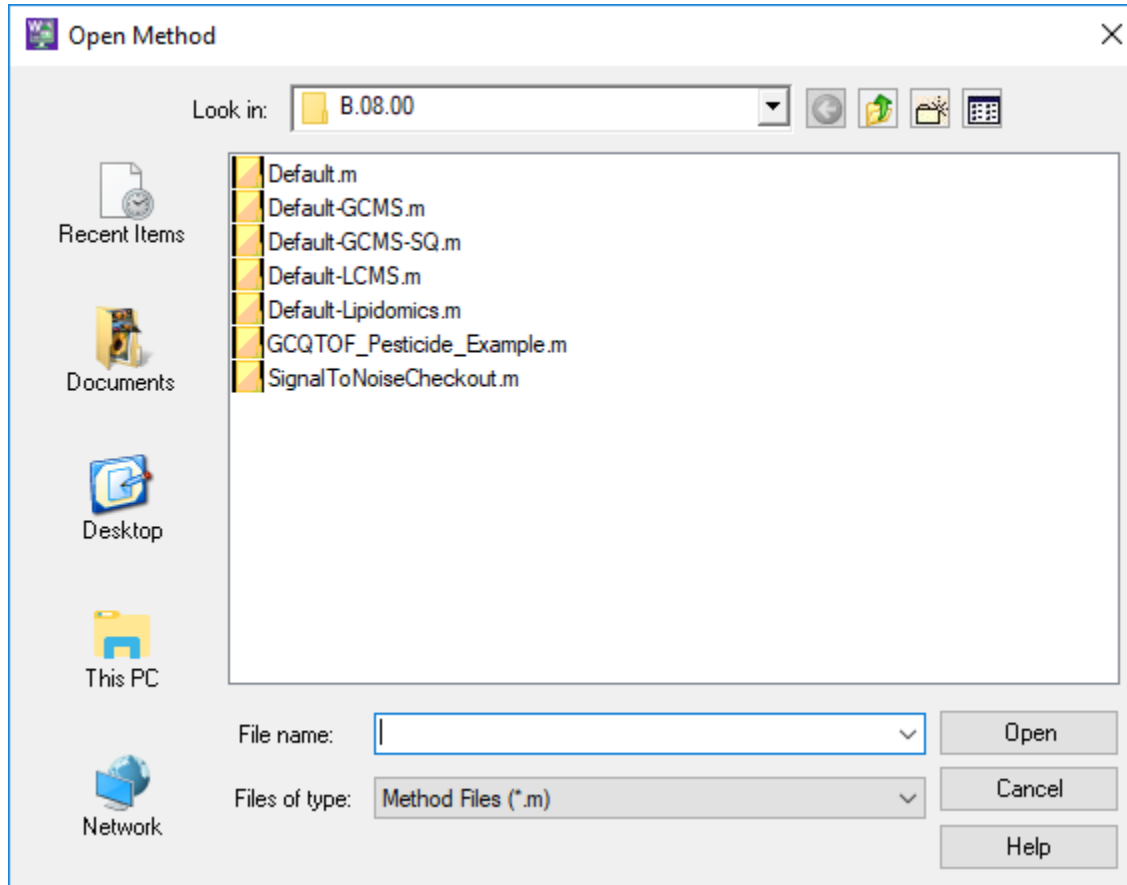 Open Method
Look in: B.08.00
Recent Items
Documents
Desktop
This PC
Network
Default.m
Default-GCMS.m
Default-GCMS-SQ.m
Default-LCMS.m
Default-Lipidomics.m
GCQTOF_Pesticide_Example.m
SignalToNoiseCheckout.m
File name:
Open
Files of type: Method Files (*.m)
Cancel
Help